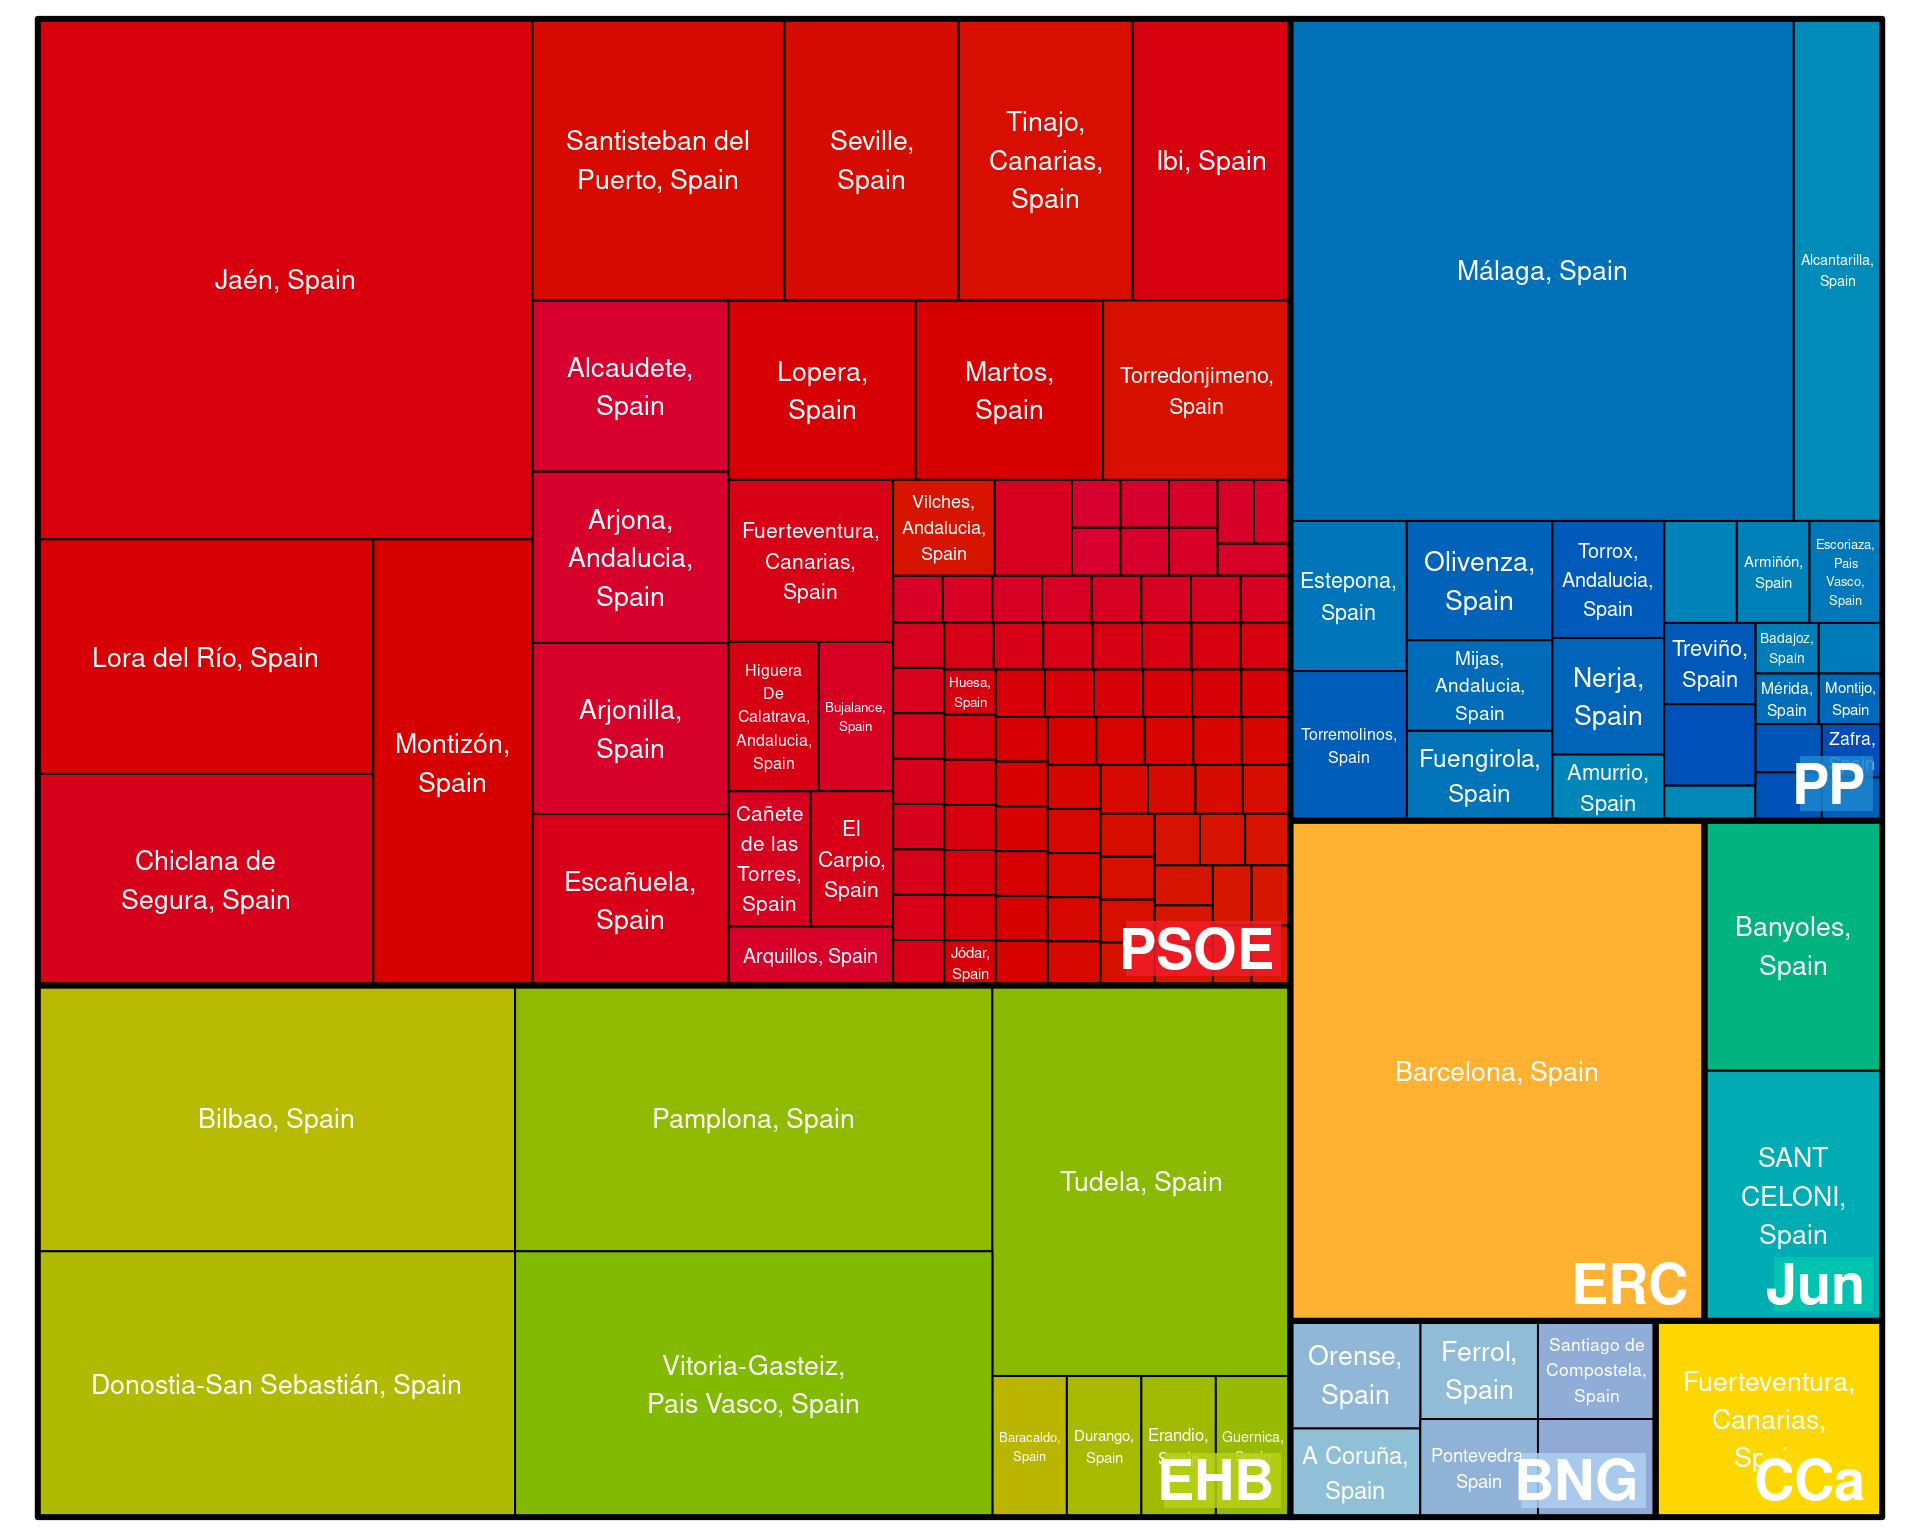 Jaén, Spain
Santisteban del
Puerto, Spain
Seville,
Spain
Tinajo,
Canarias,
Spain
Ibi, Spain
Lora del Río, Spain
Chiclana de
Segura, Spain
Montizón,
Spain
Alcaudete,
Spain
Arjona,
Andalucia,
Spain
Arjonilla,
Spain
Escañuela,
Spain
Lopera,
Spain
Martos,
Spain
Torredonjimeno,
Spain
Fuerteventura,
Canarias,
Spain
Vilches,
Andalucia,
Spain
Higuera
De
Calatrava,
Andalucia,
Spain
Bujalance,
Spain
Cañete
de las
Torres,
Spain
El
Carpio,
Spain
Arquillos, Spain
Huesa,
Spain
Jódar,
Spain
PSOE
Málaga, Spain
Alcantarilla,
Spain
Estepona,
Spain
Torremolinos,
Spain
Olivenza,
Spain
Mijas,
Andalucia,
Spain
Fuengirola,
Spain
Torrox,
Andalucia,
Spain
Nerja,
Spain
Amurrio,
Spain
Armiñón,
Spain
Escoriaza,
Pais
Vasco,
Spain
Treviño,
Spain
Badajoz,
Spain
Mérida,
Spain
Montijo,
Spain
Zafra,
Spain
PP
Bilbao, Spain
Donostia-San Sebastián, Spain
Pamplona, Spain
Vitoria-Gasteiz,
Pais Vasco, Spain
Tudela, Spain
Baracaldo,
Spain
Durango,
Spain
Erandio,
Spain
Guernica,
Spain
EHB
Barcelona, Spain
ERC
Banyoles,
Spain
SANT
CELONI,
Spain
Jun
Orense,
Spain
A Coruña,
Spain
Ferrol,
Spain
Pontevedra,
Spain
Santiago de
Compostela,
Spain
BNG
Fuerteventura,
Canarias,
Spain
CCa